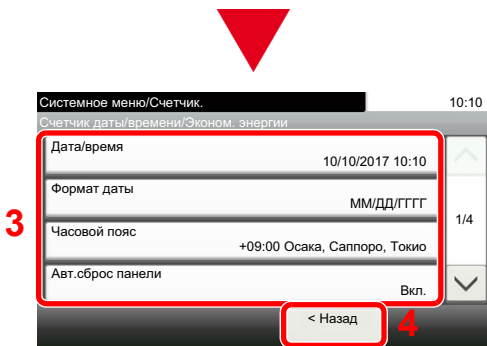 Системное меню/Счетчик.
10:10
Счетчик даты/времени/Эконом. энергии
Дата/время
10/10/2017 10:10
Формат даты
ММ/ДД/ГГГГ
1/4
3
Часовой пояс
+09:00 Осака, Саппоро, Токио
Авт.сброс панели
Вкл.
< Назад
4